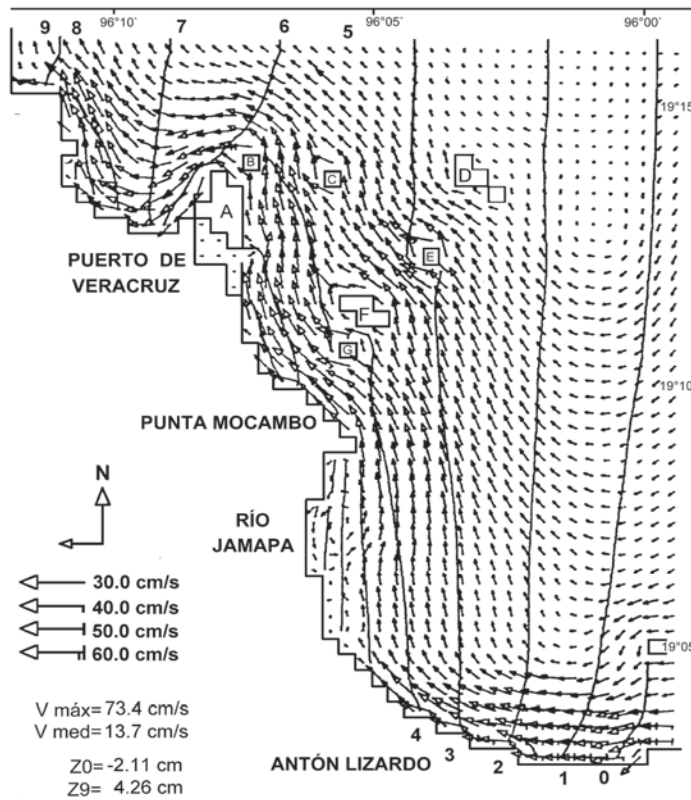 96°10' 96°05' 96°00'
9 8 7 6 5
19°15'
B
C
D
A
E
PUERTO DE
VERACRUZ
F
G
19°10'
PUNTA MOCAMBO
N
RÍO
JAMAPA
30.0 cm/s
40.0 cm/s
50.0 cm/s
60.0 cm/s
19°05'
V máx= 73.4 cm/s
V med= 13.7 cm/s
4 3 2 1 0
ANTÓN LIZARDO
Z0= -2.11 cm
Z9= 4.26 cm